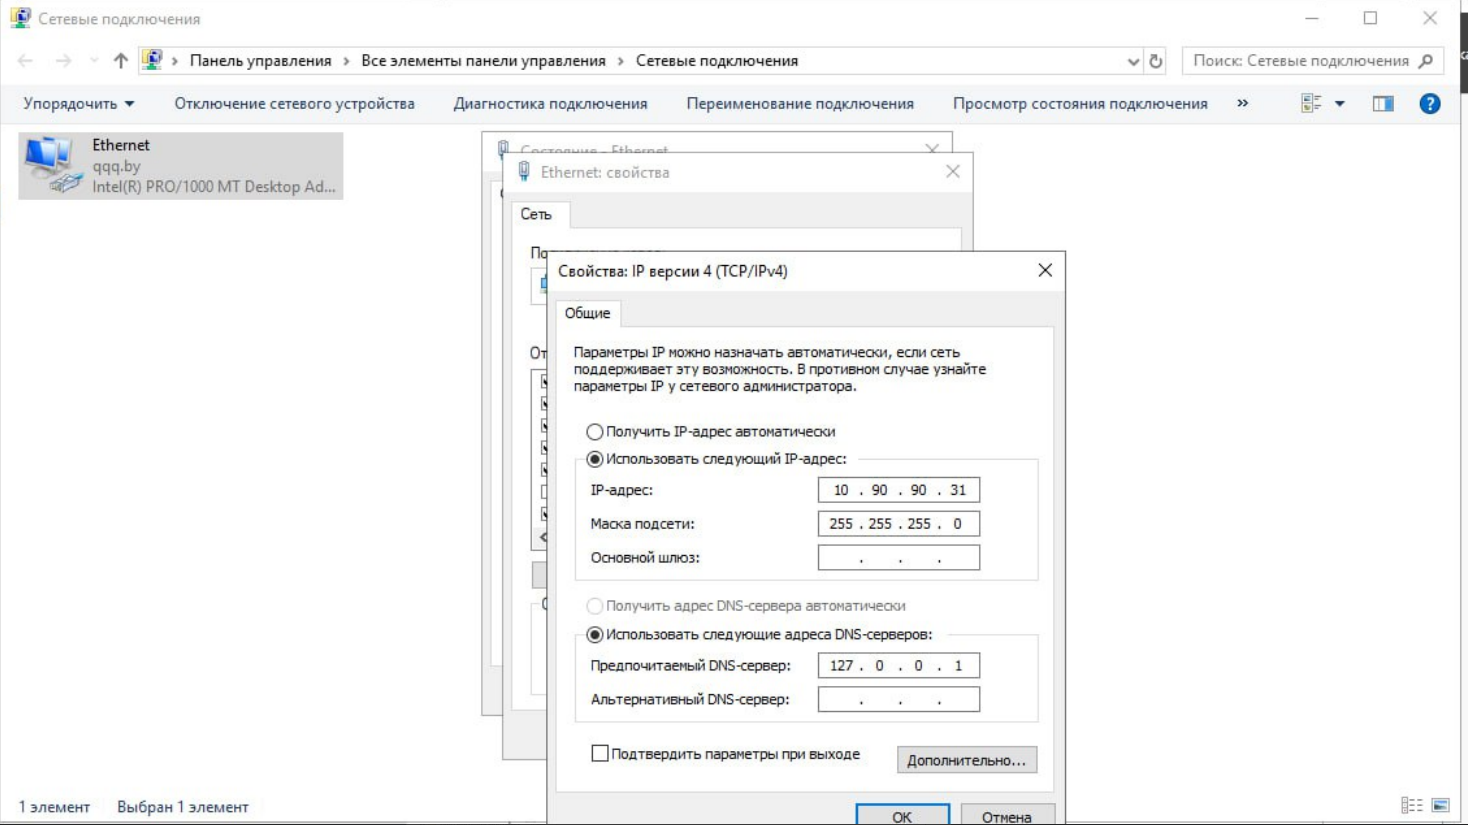 Сетевые подключения
Панель управления > Все элементы панели управления > Сетевые подключения
Поиск: Сетевые подключения
Упорядочить Отключение сетевого устройства Диагностика подключения Переименование подключения Просмотр состояния подключения »
Ethernet
qqq.by
Intel(R) PRO/1000 MT Desktop Ad...
Состояние - Ethernet
Ethernet: свойства
Сеть
Свойства: IP версии 4 (TCP/IPv4)
Общие
Параметры IP можно назначать автоматически, если сеть
поддерживает эту возможность. В противном случае узнайте
параметры IP у сетевого администратора.
Получить IP-адрес автоматически
Использовать следующий IP-адрес:
IP-адрес: 10 . 90 . 90 . 31
Маска подсети: 255 . 255 . 255 . 0
Основной шлюз: . . .
Получить адрес DNS-сервера автоматически
Использовать следующие адреса DNS-серверов:
Предпочитаемый DNS-сервер: 127 . 0 . 0 . 1
Альтернативный DNS-сервер: . . .
Подтвердить параметры при выходе
Дополнительно...
OK Отмена
1 элемент Выбран 1 элемент